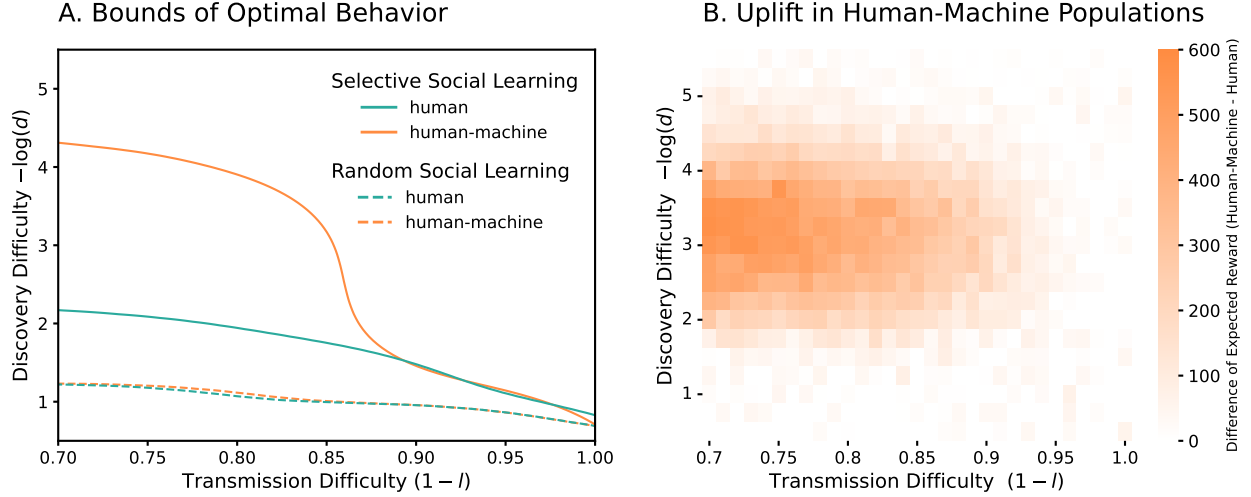 A. Bounds of Optimal Behavior
Discovery Difficulty −log(d)
5
4
3
2
1
Selective Social Learning
human
human-machine
Random Social Learning
human
human-machine
0.70 0.75 0.80 0.85 0.90 0.95 1.00
Transmission Difficulty (1 − l)
B. Uplift in Human-Machine Populations
Discovery Difficulty −log(d)
5
4
3
2
1
0.7 0.75 0.8 0.85 0.9 0.95 1.0
Transmission Difficulty (1 − l)
600
500
400
300
200
100
0
Difference of Expected Reward (Human-Machine - Human)